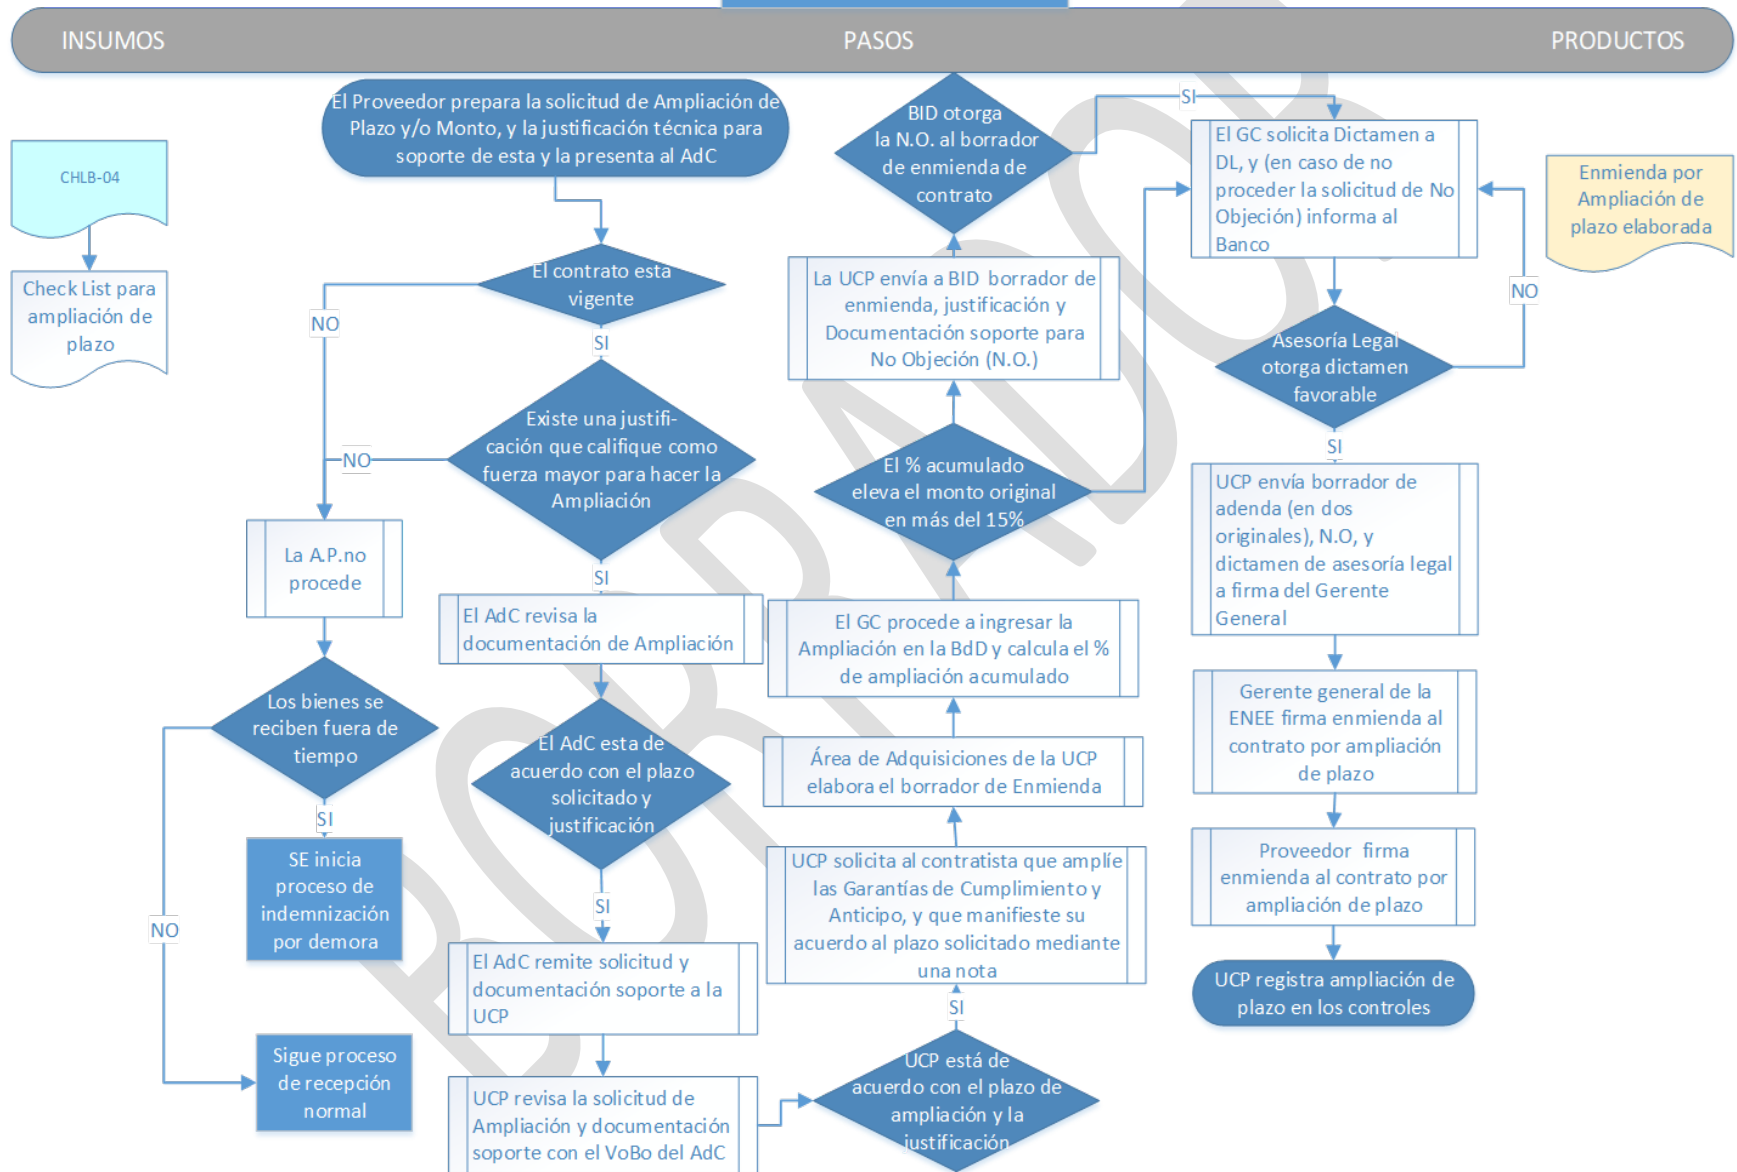 INSUMOS
PASOS
PRODUCTOS
CHLB-04
Check List para
ampliación de
plazo
El Proveedor prepara la solicitud de Ampliación de
Plazo y/o Monto, y la justificación técnica para
soporte de esta y la presenta al AdC
El contrato esta
vigente
NO
SI
Existe una justifi-
cación que califique como
fuerza mayor para hacer la
Ampliación
NO
SI
La A.P.no
procede
Los bienes se
reciben fuera de
tiempo
SI
NO
SE inicia
proceso de
indemnización
por demora
Sigue proceso
de recepción
normal
El AdC revisa la
documentación de Ampliación
El AdC esta de
acuerdo con el plazo
solicitado y
justificación
SI
El AdC remite solicitud y
documentación soporte a la
UCP
UCP revisa la solicitud de
Ampliación y documentación
soporte con el VoBo del AdC
UCP está de
acuerdo con el plazo de
ampliación y la
justificación
SI
UCP solicita al contratista que amplíe
las Garantías de Cumplimiento y
Anticipo, y que manifieste su
acuerdo al plazo solicitado mediante
una nota
Área de Adquisiciones de la UCP
elabora el borrador de Enmienda
El GC procede a ingresar la
Ampliación en la BdD y calcula el %
de ampliación acumulado
El % acumulado
eleva el monto original
en más del 15%
La UCP envía a BID borrador de
enmienda, justificación y
Documentación soporte para
No Objeción (N.O.)
BID otorga
la N.O. al borrador
de enmienda de
contrato
SI
El GC solicita Dictamen a
DL, y (en caso de no
proceder la solicitud de No
Objeción) informa al
Banco
Asesoría Legal
otorga dictamen
favorable
NO
SI
UCP envía borrador de
adenda (en dos
originales), N.O, y
dictamen de asesoría legal
a firma del Gerente
General
Gerente general de la
ENEE firma enmienda al
contrato por ampliación
de plazo
Proveedor firma
enmienda al contrato por
ampliación de plazo
UCP registra ampliación de
plazo en los controles
Enmienda por
Ampliación de
plazo elaborada
BORRADOR